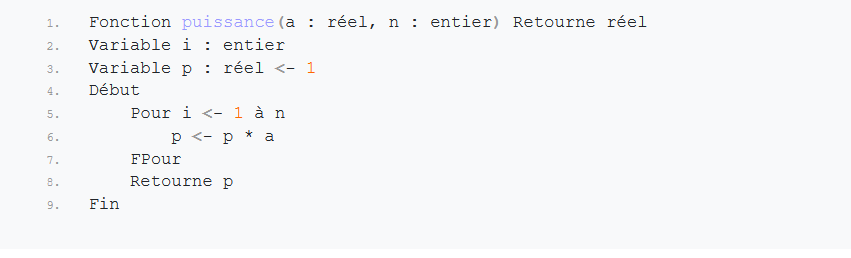 1. Fonction puissance(a : réel, n : entier) Retourne réel
2. Variable i : entier
3. Variable p : réel <- 1
4. Début
5.     Pour i <- 1 à n
6.         p <- p * a
7.     FPour
8.     Retourne p
9. Fin